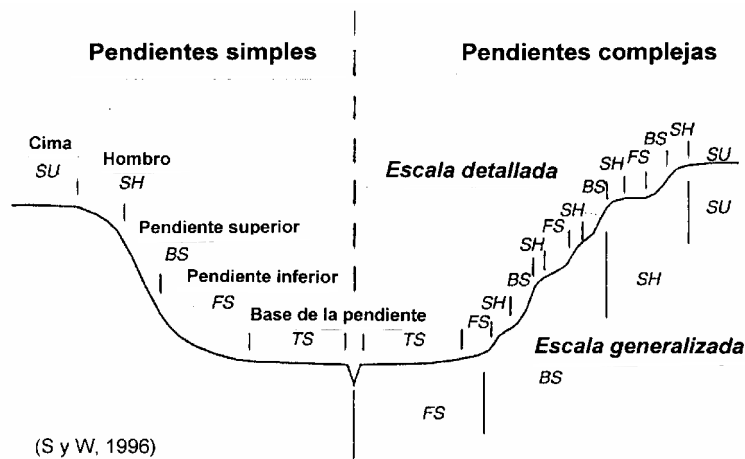 Pendientes simples
Pendientes complejas
Cima
SU
Hombro
SH
Pendiente superior
BS
Pendiente inferior
FS
Base de la pendiente
TS
TS
Escala detallada
FS
SH
BS
SH
FS
SH
BS
SH
FS
BS
SH
SU
SU
SH
Escala generalizada
BS
FS
(S y W, 1996)